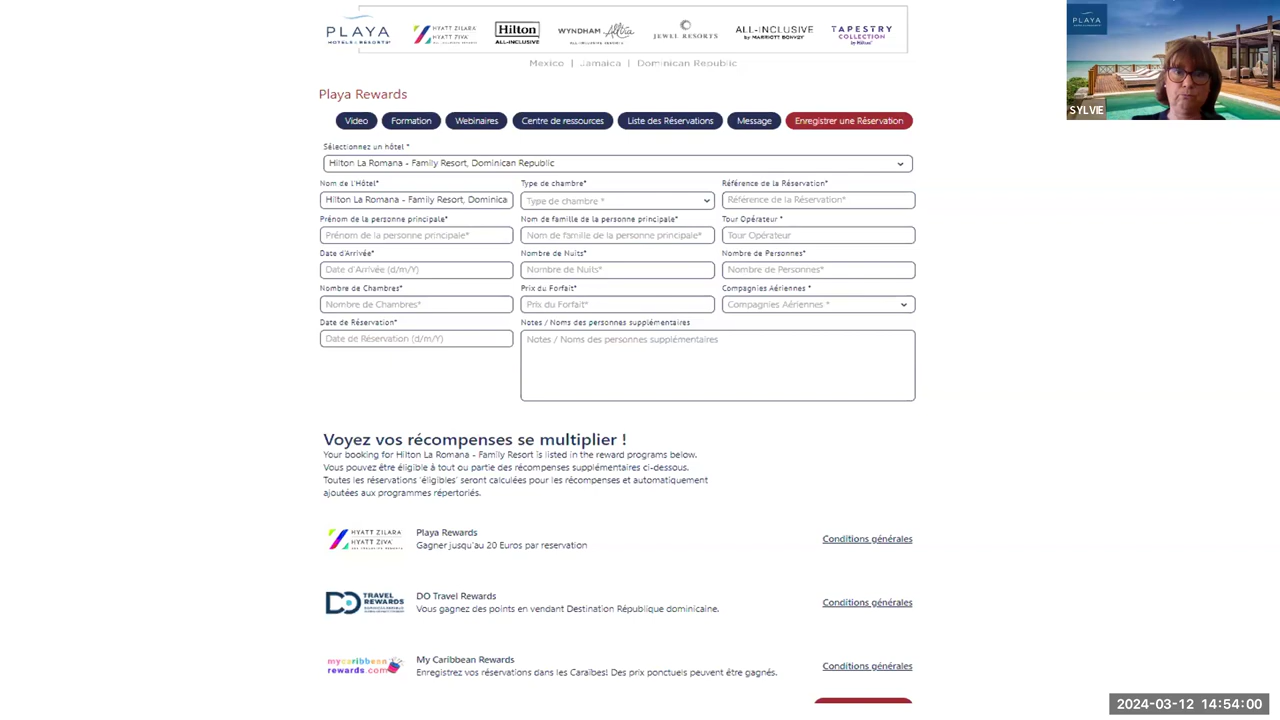 PLAYA
HOTELS & RESORTS
HYATT ZILARA
HYATT ZIVA
Hilton
ALL-INCLUSIVE
WYNDHAM Alltra
ALL-INCLUSIVE RESORTS
JEWEL RESORTS
ALL-INCLUSIVE
BY MARRIOTT BONVOY
TAPESTRY
COLLECTION
by Hilton
Mexico | Jamaica | Dominican Republic
PLAYA
SYLVIE
Playa Rewards
Video Formation Webinaires Centre de ressources Liste des Réservations Message Enregistrer une Réservation
Sélectionnez un hôtel *
Hilton La Romana - Family Resort, Dominican Republic
Nom de l'Hôtel* Type de chambre* Référence de la Réservation*
Hilton La Romana - Family Resort, Dominica Type de chambre * Référence de la Réservation*
Prénom de la personne principale* Nom de famille de la personne principale* Tour Opérateur *
Prénom de la personne principale* Nom de famille de la personne principale* Tour Opérateur
Date d'Arrivée* Nombre de Nuits* Nombre de Personnes*
Date d'Arrivée (d/m/Y) Nombre de Nuits* Nombre de Personnes*
Nombre de Chambres* Prix du Forfait* Compagnies Aériennes *
Nombre de Chambres* Prix du Forfait* Compagnies Aériennes *
Date de Réservation* Notes / Noms des personnes supplémentaires
Date de Réservation (d/m/Y) Notes / Noms des personnes supplémentaires
Voyez vos récompenses se multiplier !
Your booking for Hilton La Romana - Family Resort is listed in the reward programs below.
Vous pouvez être éligible à tout ou partie des récompenses supplémentaires ci-dessous.
Toutes les réservations 'éligibles' seront calculées pour les récompenses et automatiquement
ajoutées aux programmes répertoriés.
HYATT ZILARA
HYATT ZIVA
Playa Rewards
Gagner jusqu'au 20 Euros par reservation
Conditions générales
DO TRAVEL
REWARDS
DO Travel Rewards
Vous gagnez des points en vendant Destination République dominicaine.
Conditions générales
mycaribbean
rewards.com
My Caribbean Rewards
Enregistrez vos réservations dans les Caraïbes! Des prix ponctuels peuvent être gagnés.
Conditions générales
2024-03-12 14:54:00